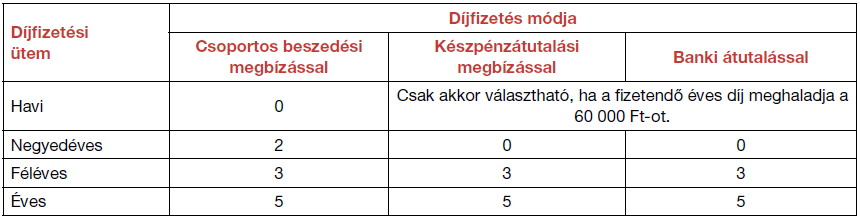 Díjfizetési ütem
Díjfizetés módja
Csoportos beszedési megbízással
Készpénzátutalási megbízással
Banki átutalással
Havi
0
Csak akkor választható, ha a fizetendő éves díj meghaladja a
60 000 Ft-ot.
Negyedéves 2 0 0
Féléves 3 3 3
Éves 5 5 5